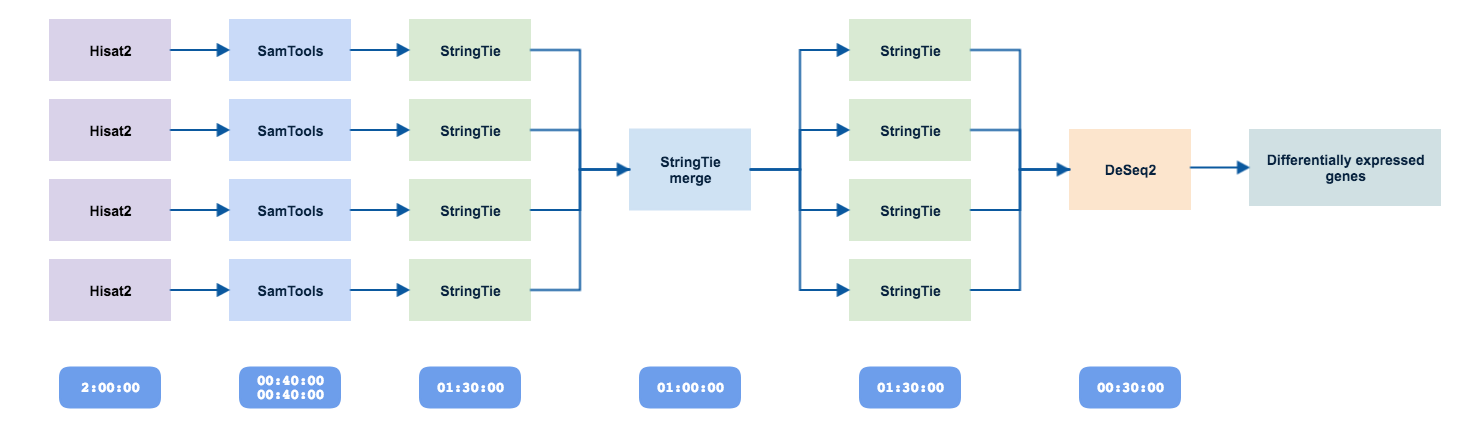 Hisat2 SamTools StringTie StringTie
Hisat2 SamTools StringTie StringTie
StringTie
merge
DeSeq2
Differentially expressed
genes
Hisat2 SamTools StringTie StringTie
Hisat2 SamTools StringTie StringTie
2:00:00
00:40:00
00:40:00
01:30:00
01:00:00
01:30:00
00:30:00